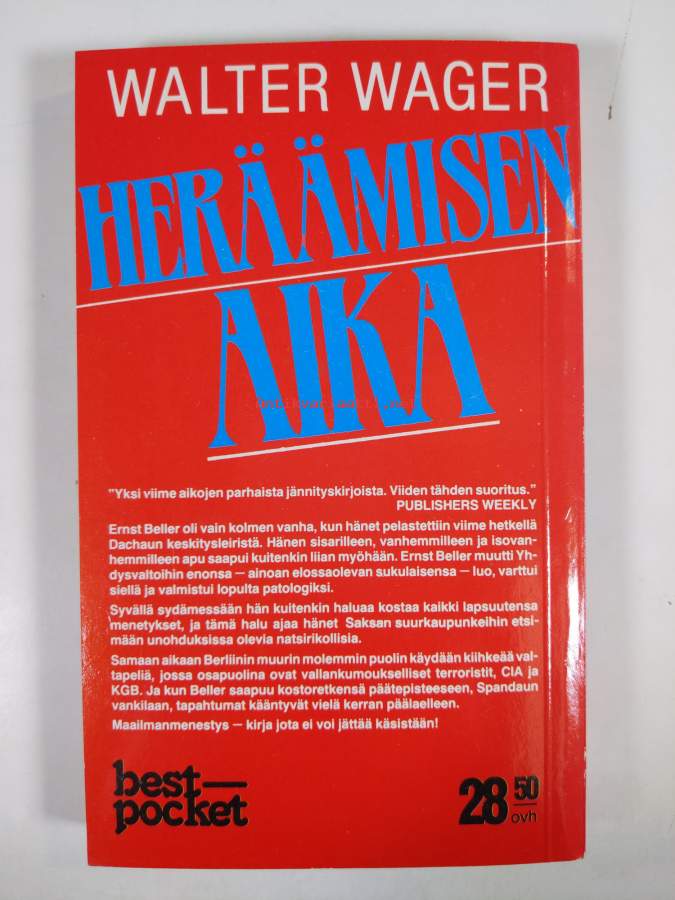 WALTER WAGER
HERÄÄMISEN
AIKA
"Yksi viime aikojen parhaista jännityskirjoista. Viiden tähden suoritus."
PUBLISHERS WEEKLY
Ernst Beller oli vain kolmen vanha, kun hänet pelastettiin viime hetkellä
Dachaun keskitysleiristä. Hänen sisarilleen, vanhemmilleen ja isovan-
hemmilleen apu saapui kuitenkin liian myöhään. Ernst Beller muutti Yh-
dysvaltoihin enonsa — ainoan elossaolevan sukulaisensa — luo, varttui
siellä ja valmistui lopulta patologiksi.
Syvällä sydämessään hän kuitenkin haluaa kostaa kaikki lapsuutensa
menetykset, ja tämä halu ajaa hänet Saksan suurkaupunkeihin etsi-
mään unohduksissa olevia natsirikollisia.
Samaan aikaan Berliinin muurin molemmin puolin käydään kiihkeää val-
tapeliä, jossa osapuolina ovat vallankumoukselliset terroristit, CIA ja
KGB. Ja kun Beller saapuu kostoretkensä päätepisteeseen, Spandaun
vankilaan, tapahtumat kääntyvät vielä kerran päälaelleen.
Maailmanmenestys — kirja jota ei voi jättää käsistään!
best—
pocket
28 50
ovh